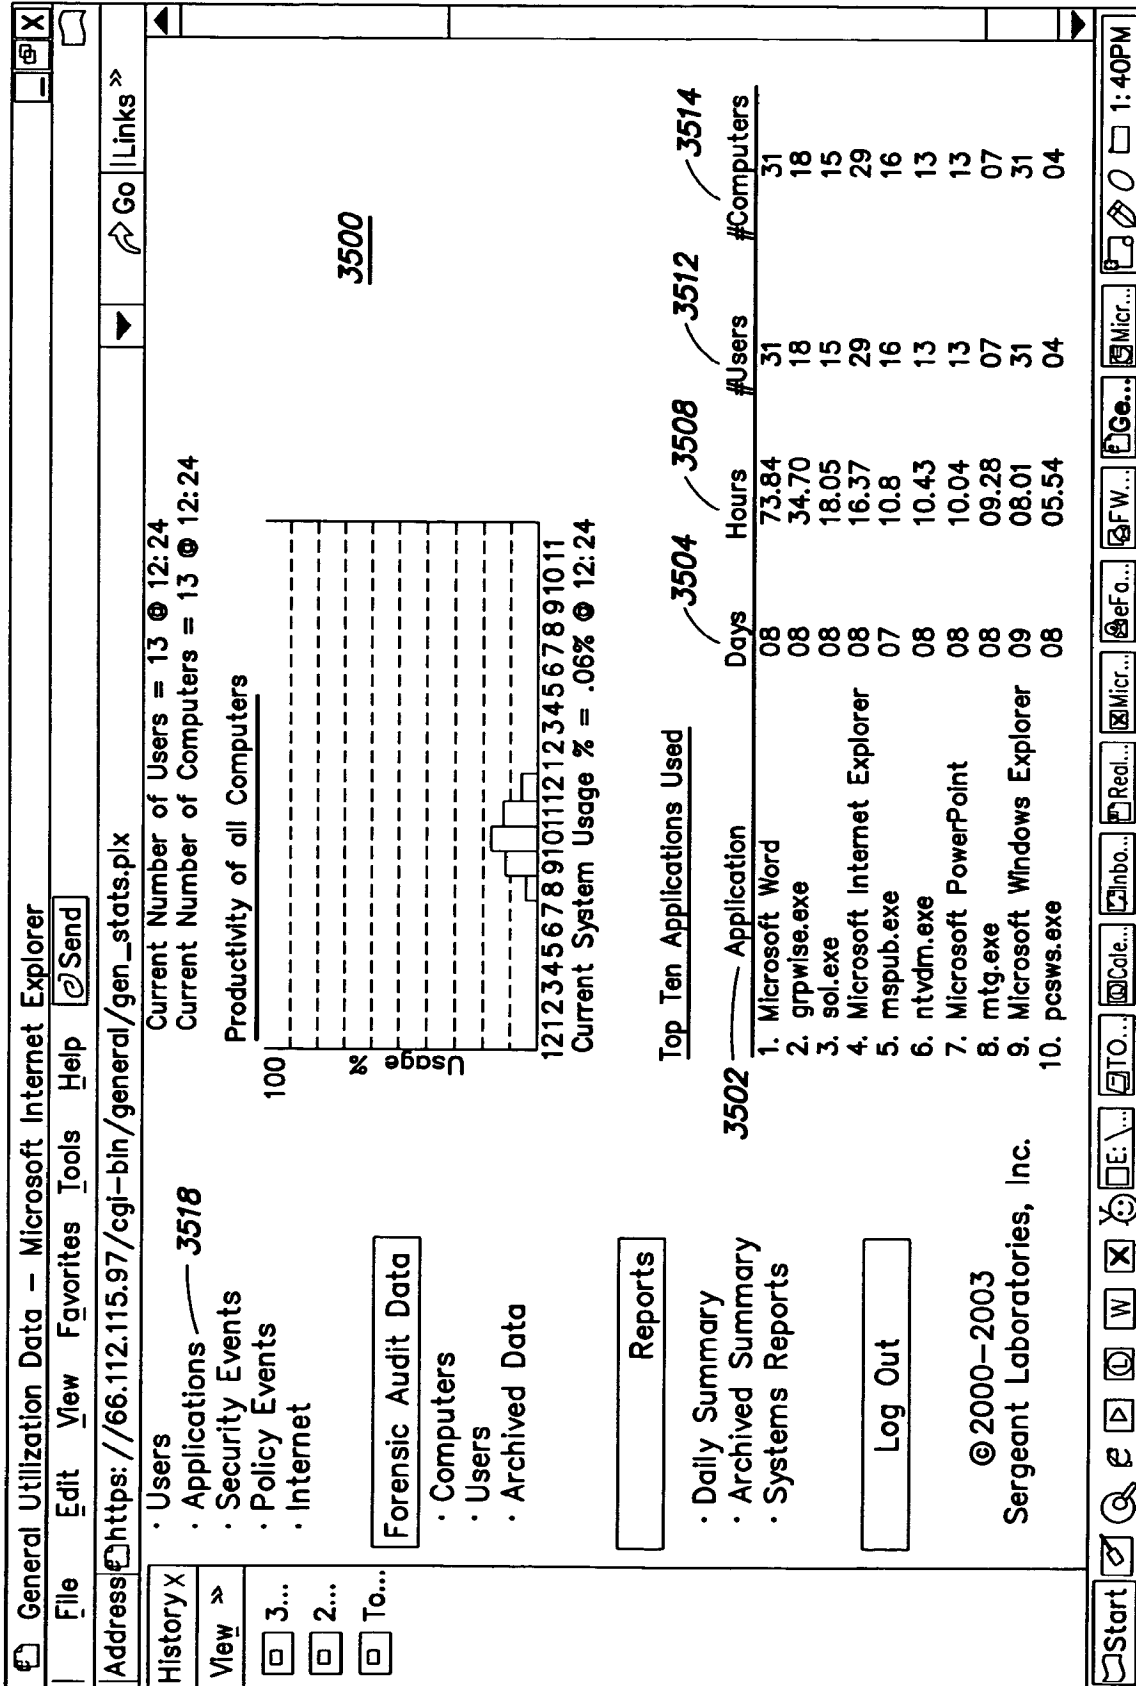 General Utilization Data – Microsoft Internet Explorer
File Edit View Favorites Tools Help Send
Address https://66.112.115.97/cgi-bin/general/gen_stats.plx Go Links »
History X
View »
3...
2...
To...
· Users
· Applications 3518
· Security Events
· Policy Events
· Internet
Forensic Audit Data
· Computers
· Users
· Archived Data
Reports
· Daily Summary
· Archived Summary
· Systems Reports
Log Out
©2000–2003
Sergeant Laboratories, Inc.
Current Number of Users = 13 @ 12:24
Current Number of Computers = 13 @ 12:24
Productivity of all Computers
100
Usage %
121234567891011121234567891011
Current System Usage % = .06% @ 12:24
3500
Top Ten Applications Used
3502 Application 3504 Days 3508 Hours 3512 #Users 3514 #Computers
1. Microsoft Word 08 73.84 31 31
2. grpwise.exe 08 34.70 18 18
3. sol.exe 08 18.05 15 15
4. Microsoft Internet Explorer 08 16.37 29 29
5. mspub.exe 07 10.8 16 16
6. ntvdm.exe 08 10.43 13 13
7. Microsoft PowerPoint 08 10.04 13 13
8. mtg.exe 08 09.28 07 07
9. Microsoft Windows Explorer 09 08.01 31 31
10. pcsws.exe 08 05.54 04 04
Start W X E:\... TO... Cale... Inbo... Real... Micr... eFa... FW... Ge... Micr... 1:40PM